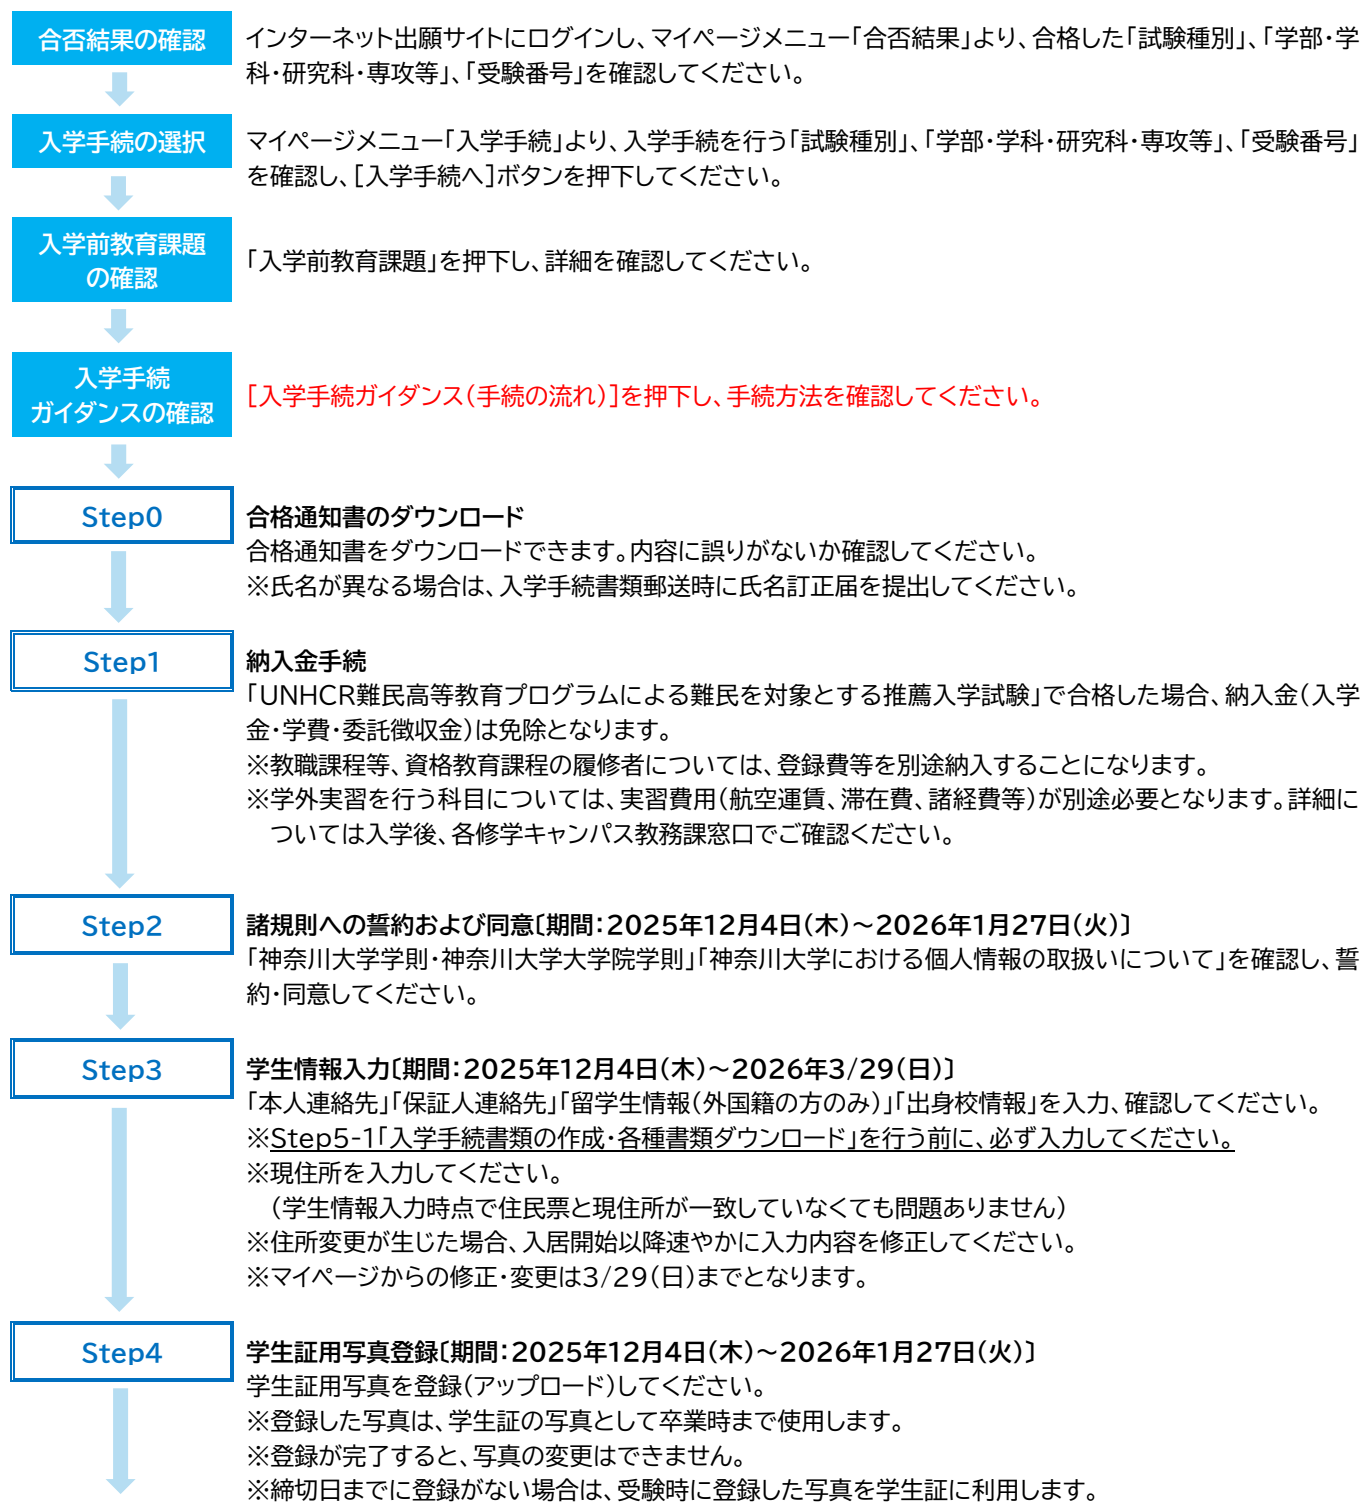 合否結果の確認
インターネット出願サイトにログインし、マイページメニュー「合否結果」より、合格した「試験種別」、「学部・学
科・研究科・専攻等」、「受験番号」を確認してください。
入学手続の選択
マイページメニュー「入学手続」より、入学手続を行う「試験種別」、「学部・学科・研究科・専攻等」、「受験番号」
を確認し、[入学手続へ]ボタンを押下してください。
入学前教育課題
の確認
「入学前教育課題」を押下し、詳細を確認してください。
入学手続
ガイダンスの確認
[入学手続ガイダンス(手続の流れ)]を押下し、手続方法を確認してください。
Step0
合格通知書のダウンロード
合格通知書をダウンロードできます。内容に誤りがないか確認してください。
※氏名が異なる場合は、入学手続書類郵送時に氏名訂正届を提出してください。
Step1
納入金手続
「UNHCR難民高等教育プログラムによる難民を対象とする推薦入学試験」で合格した場合、納入金(入学
金・学費・委託徴収金)は免除となります。
※教職課程等、資格教育課程の履修者については、登録費等を別途納入することになります。
※学外実習を行う科目については、実習費用(航空運賃、滞在費、諸経費等)が別途必要となります。詳細に
ついては入学後、各修学キャンパス教務課窓口でご確認ください。
Step2
諸規則への誓約および同意〔期間:2025年12月4日(木)~2026年1月27日(火)〕
「神奈川大学学則・神奈川大学大学院学則」「神奈川大学における個人情報の取扱いについて」を確認し、誓
約・同意してください。
Step3
学生情報入力〔期間:2025年12月4日(木)~2026年3/29(日)〕
「本人連絡先」「保証人連絡先」「留学生情報(外国籍の方のみ)」「出身校情報」を入力、確認してください。
※Step5-1「入学手続書類の作成・各種書類ダウンロード」を行う前に、必ず入力してください。
※現住所を入力してください。
(学生情報入力時点で住民票と現住所が一致していなくても問題ありません)
※住所変更が生じた場合、入居開始以降速やかに入力内容を修正してください。
※マイページからの修正・変更は3/29(日)までとなります。
Step4
学生証用写真登録〔期間:2025年12月4日(木)~2026年1月27日(火)〕
学生証用写真を登録(アップロード)してください。
※登録した写真は、学生証の写真として卒業時まで使用します。
※登録が完了すると、写真の変更はできません。
※締切日までに登録がない場合は、受験時に登録した写真を学生証に利用します。